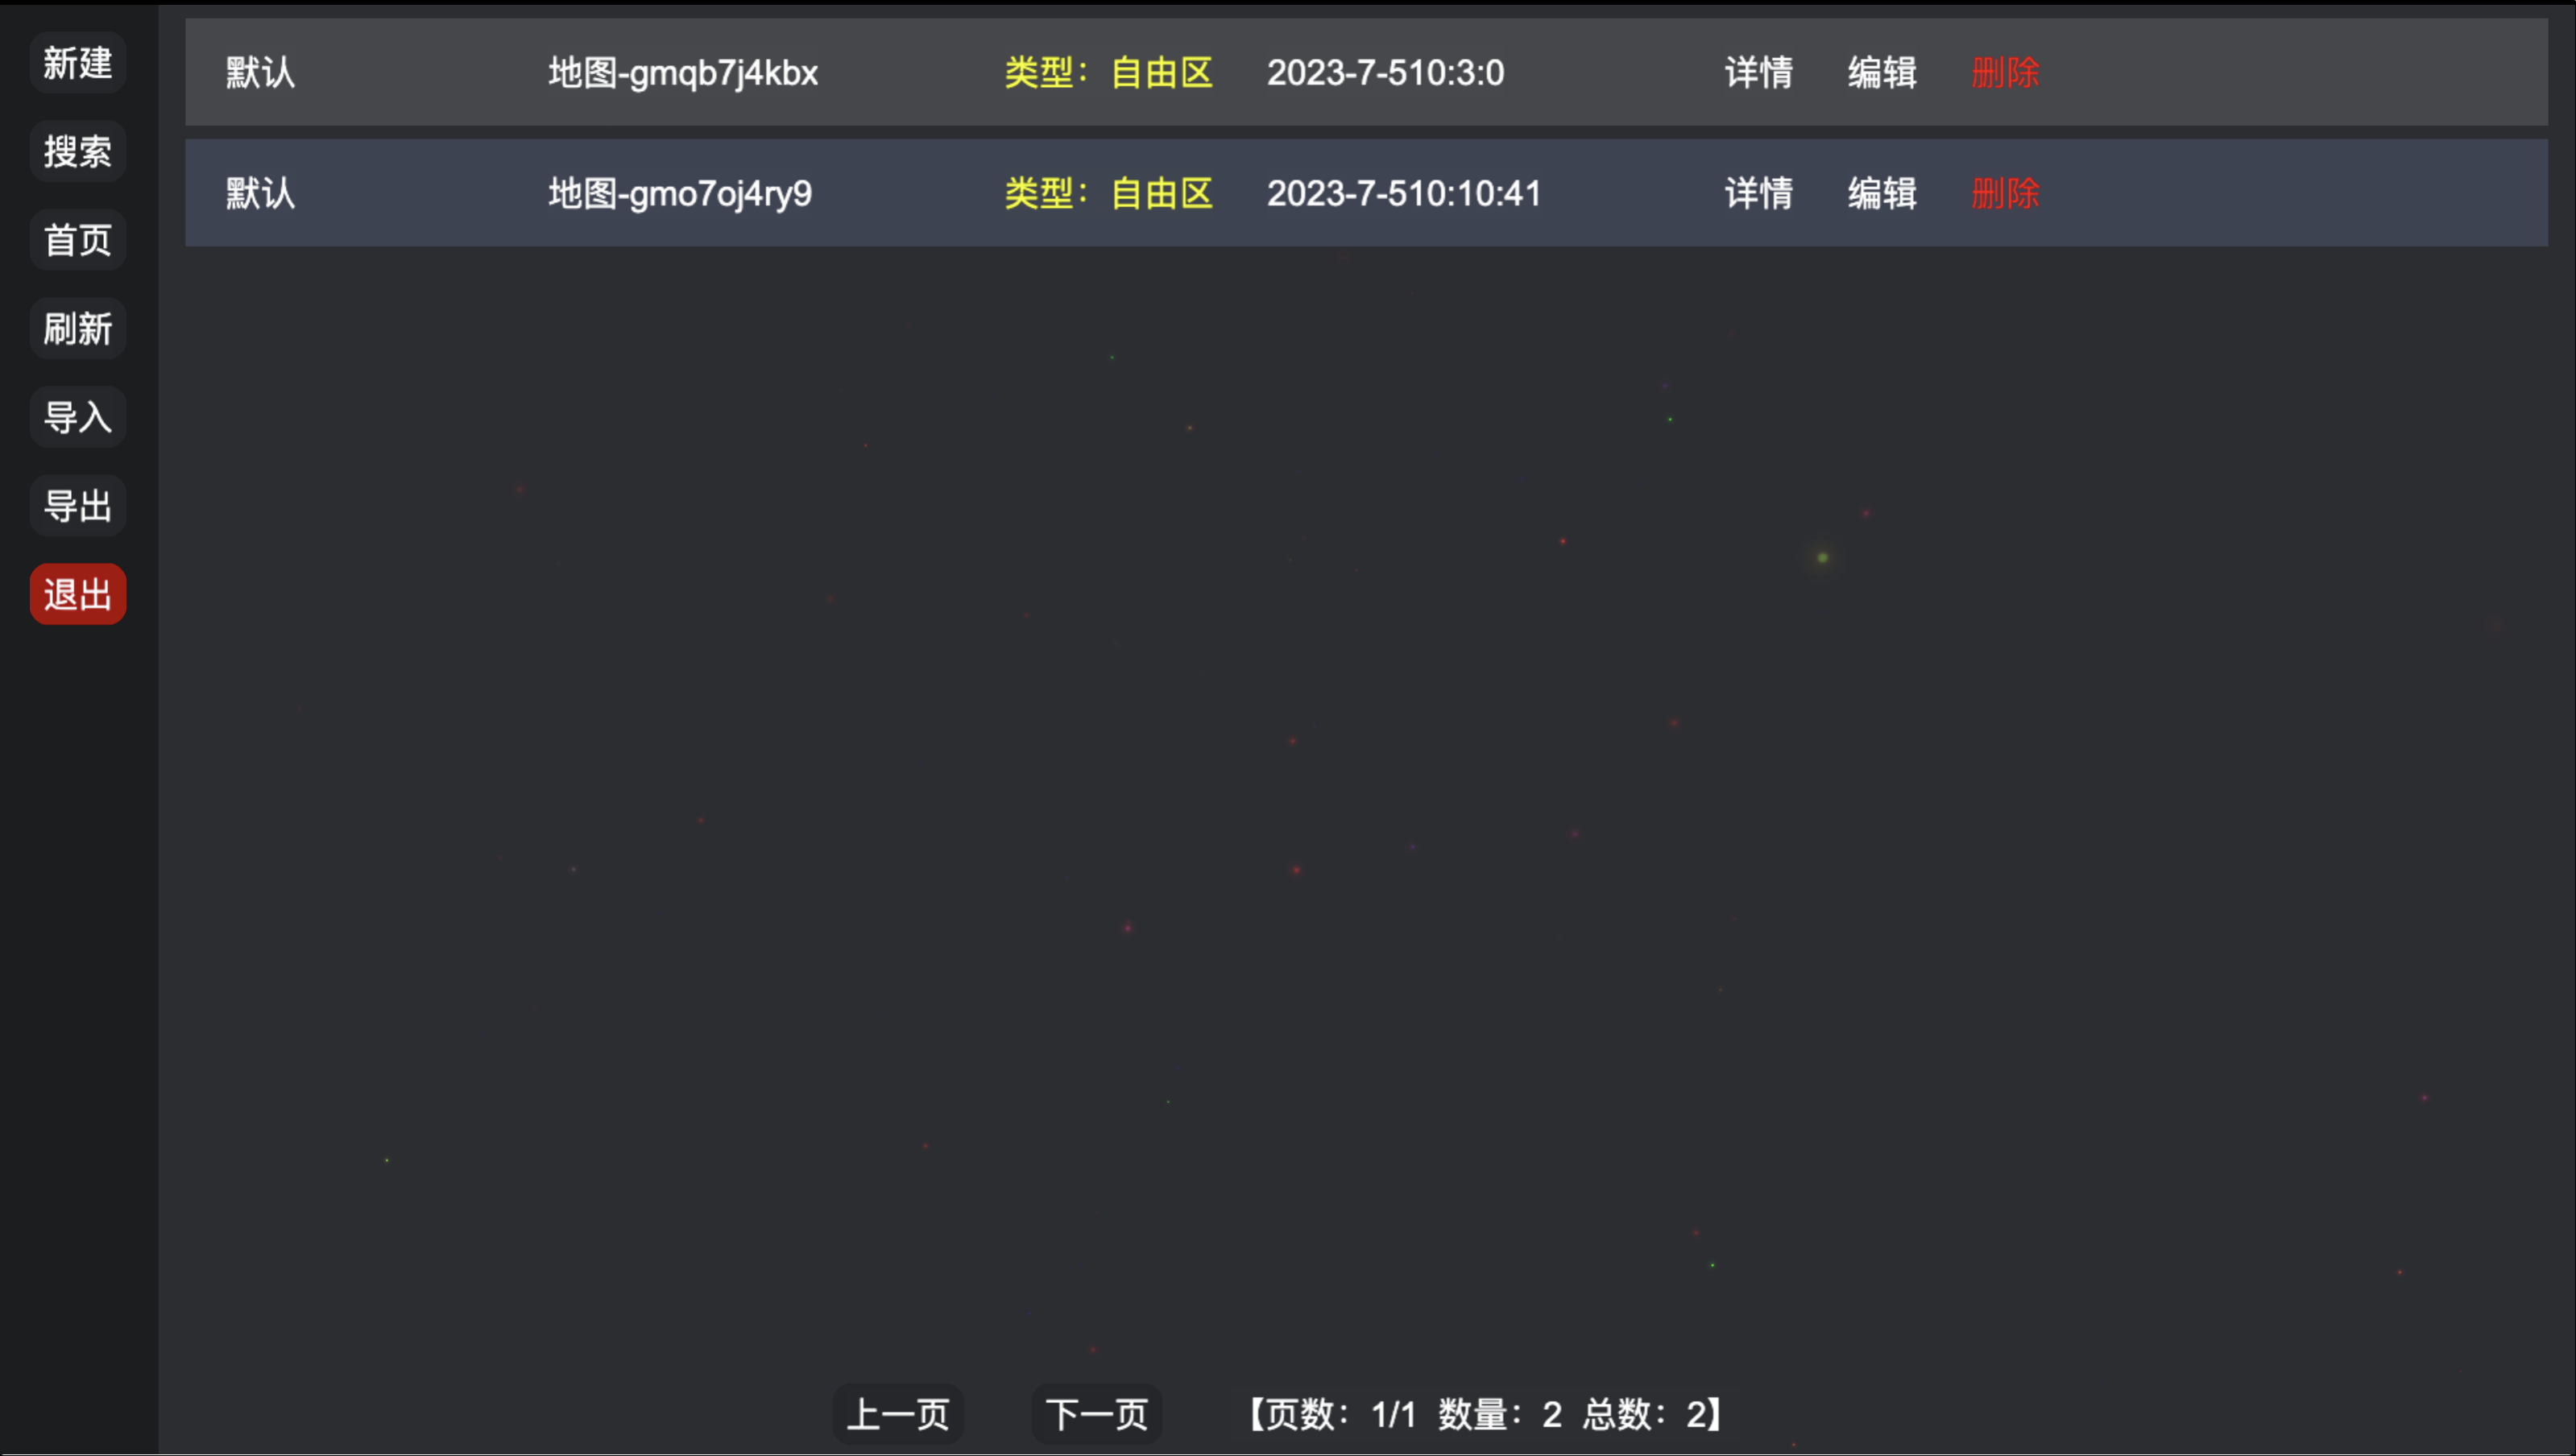 新建
搜索
首页
刷新
导入
导出
退出
默认 地图-gmqb7j4kbx 类型：自由区 2023-7-510:3:0 详情 编辑 删除
默认 地图-gmo7oj4ry9 类型：自由区 2023-7-510:10:41 详情 编辑 删除
上一页 下一页 【页数：1/1 数量：2 总数：2】